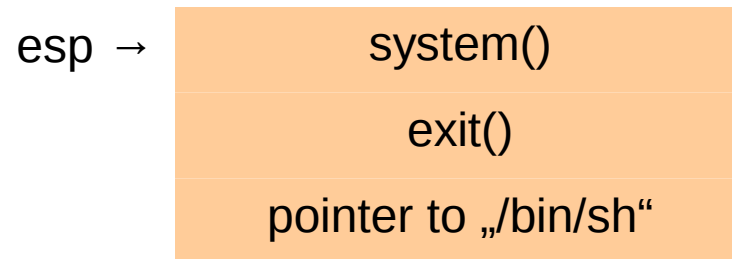 esp → system()
exit()
pointer to „/bin/sh“